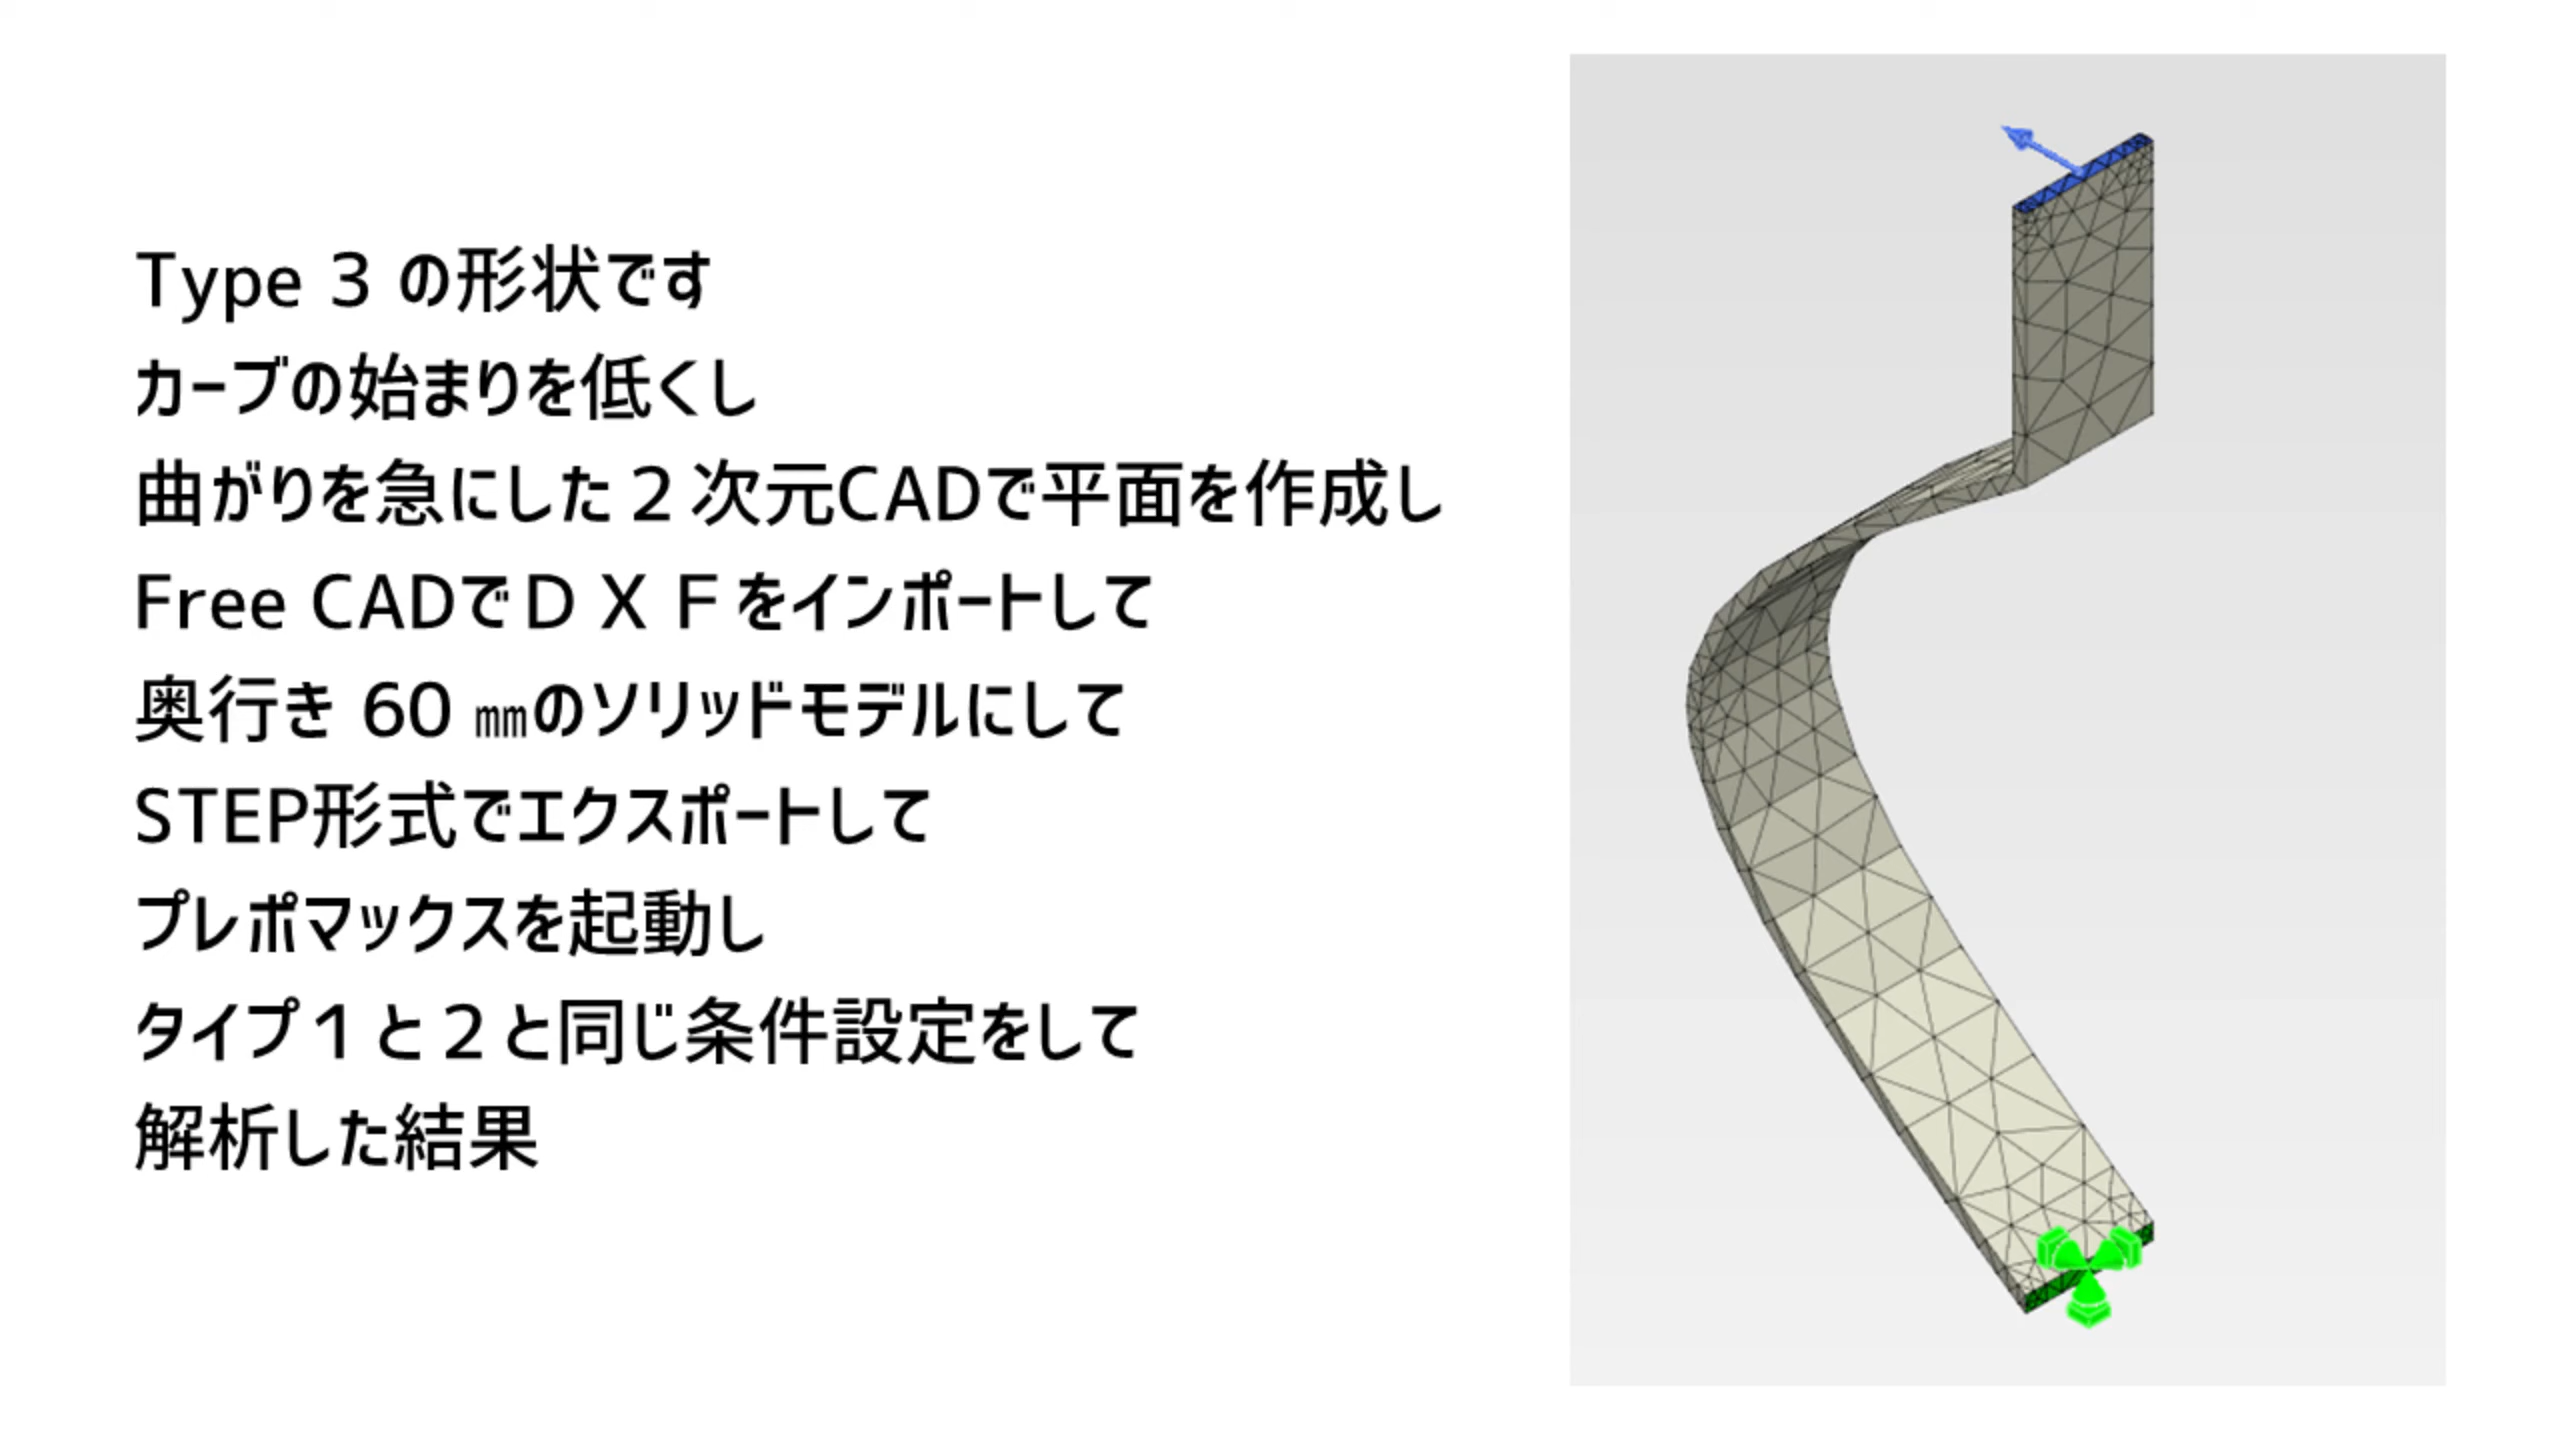 Type 3 の形状です
カーブの始まりを低くし
曲がりを急にした２次元CADで平面を作成し
Free CADでＤＸＦをインポートして
奥行き 60 ㎜のソリッドモデルにして
STEP形式でエクスポートして
プレポマックスを起動し
タイプ１と２と同じ条件設定をして
解析した結果